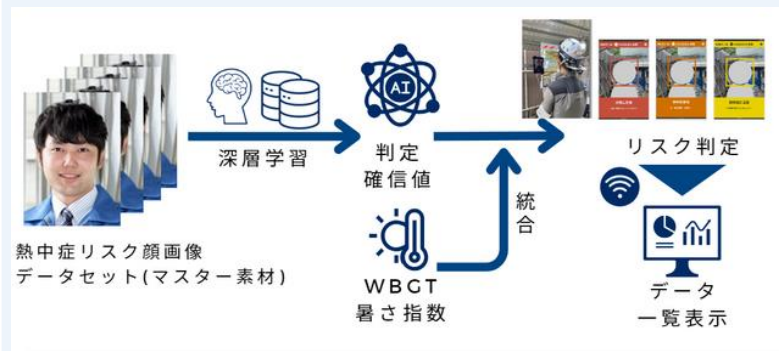 深層学習
AI
判定
確信値
リスク判定
統合
熱中症リスク顔画像
データセット(マスター素材)
WBGT
暑さ指数
データ
一覧表示